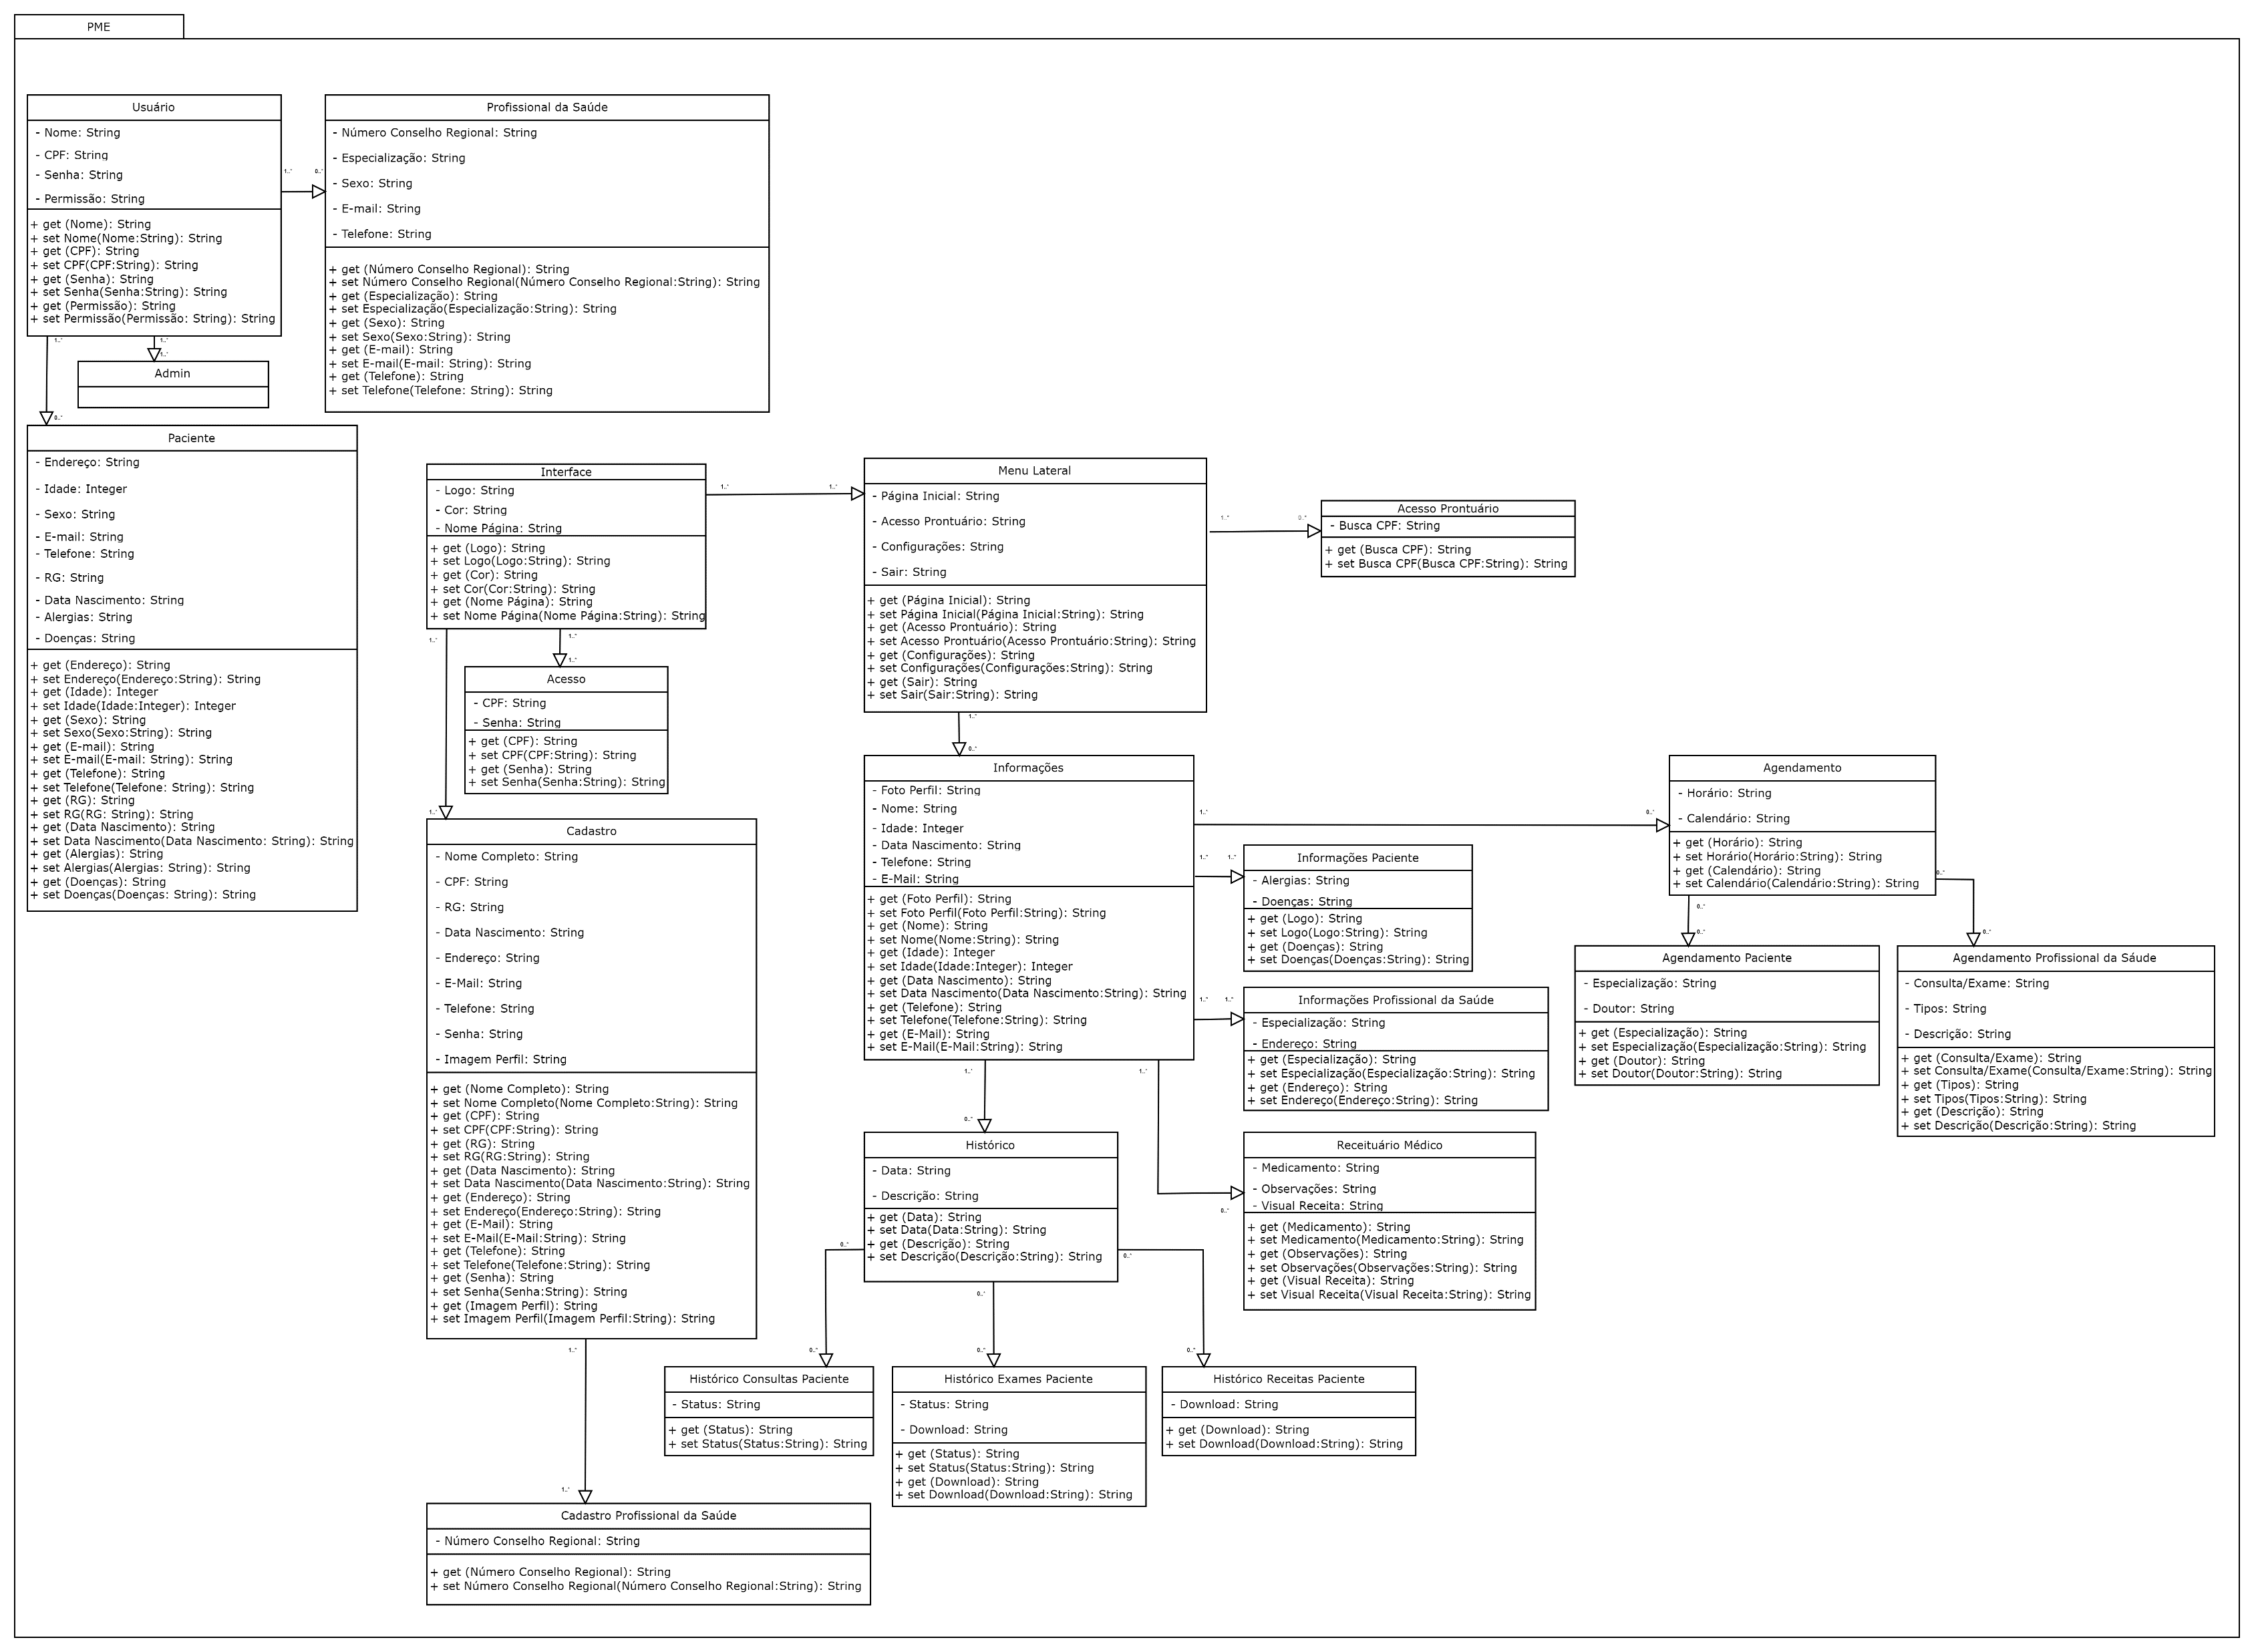 PME
Usuário
- Nome: String
- CPF: String
- Senha: String
- Permissão: String
+ get (Nome): String
+ set Nome(Nome:String): String
+ get (CPF): String
+ set CPF(CPF:String): String
+ get (Senha): String
+ set Senha(Senha:String): String
+ get (Permissão): String
+ set Permissão(Permissão: String): String
1..*
0..*
Profissional da Saúde
- Número Conselho Regional: String
- Especialização: String
- Sexo: String
- E-mail: String
- Telefone: String
+ get (Número Conselho Regional): String
+ set Número Conselho Regional(Número Conselho Regional:String): String
+ get (Especialização): String
+ set Especialização(Especialização:String): String
+ get (Sexo): String
+ set Sexo(Sexo:String): String
+ get (E-mail): String
+ set E-mail(E-mail: String): String
+ get (Telefone): String
+ set Telefone(Telefone: String): String
1..*
1..*
1..*
Admin
0..*
Paciente
- Endereço: String
- Idade: Integer
- Sexo: String
- E-mail: String
- Telefone: String
- RG: String
- Data Nascimento: String
- Alergias: String
- Doenças: String
+ get (Endereço): String
+ set Endereço(Endereço:String): String
+ get (Idade): Integer
+ set Idade(Idade:Integer): Integer
+ get (Sexo): String
+ set Sexo(Sexo:String): String
+ get (E-mail): String
+ set E-mail(E-mail: String): String
+ get (Telefone): String
+ set Telefone(Telefone: String): String
+ get (RG): String
+ set RG(RG: String): String
+ get (Data Nascimento): String
+ set Data Nascimento(Data Nascimento: String): String
+ get (Alergias): String
+ set Alergias(Alergias: String): String
+ get (Doenças): String
+ set Doenças(Doenças: String): String
Interface
- Logo: String
- Cor: String
- Nome Página: String
+ get (Logo): String
+ set Logo(Logo:String): String
+ get (Cor): String
+ set Cor(Cor:String): String
+ get (Nome Página): String
+ set Nome Página(Nome Página:String): String
1..*
1..*
1..*
1..*
1..*
Acesso
- CPF: String
- Senha: String
+ get (CPF): String
+ set CPF(CPF:String): String
+ get (Senha): String
+ set Senha(Senha:String): String
1..*
Cadastro
- Nome Completo: String
- CPF: String
- RG: String
- Data Nascimento: String
- Endereço: String
- E-Mail: String
- Telefone: String
- Senha: String
- Imagem Perfil: String
+ get (Nome Completo): String
+ set Nome Completo(Nome Completo:String): String
+ get (CPF): String
+ set CPF(CPF:String): String
+ get (RG): String
+ set RG(RG:String): String
+ get (Data Nascimento): String
+ set Data Nascimento(Data Nascimento:String): String
+ get (Endereço): String
+ set Endereço(Endereço:String): String
+ get (E-Mail): String
+ set E-Mail(E-Mail:String): String
+ get (Telefone): String
+ set Telefone(Telefone:String): String
+ get (Senha): String
+ set Senha(Senha:String): String
+ get (Imagem Perfil): String
+ set Imagem Perfil(Imagem Perfil:String): String
1..*
1..*
Cadastro Profissional da Saúde
- Número Conselho Regional: String
+ get (Número Conselho Regional): String
+ set Número Conselho Regional(Número Conselho Regional:String): String
Menu Lateral
- Página Inicial: String
- Acesso Prontuário: String
- Configurações: String
- Sair: String
+ get (Página Inicial): String
+ set Página Inicial(Página Inicial:String): String
+ get (Acesso Prontuário): String
+ set Acesso Prontuário(Acesso Prontuário:String): String
+ get (Configurações): String
+ set Configurações(Configurações:String): String
+ get (Sair): String
+ set Sair(Sair:String): String
1..*
0..*
Acesso Prontuário
- Busca CPF: String
+ get (Busca CPF): String
+ set Busca CPF(Busca CPF:String): String
1..*
0..*
Informações
- Foto Perfil: String
- Nome: String
- Idade: Integer
- Data Nascimento: String
- Telefone: String
- E-Mail: String
+ get (Foto Perfil): String
+ set Foto Perfil(Foto Perfil:String): String
+ get (Nome): String
+ set Nome(Nome:String): String
+ get (Idade): Integer
+ set Idade(Idade:Integer): Integer
+ get (Data Nascimento): String
+ set Data Nascimento(Data Nascimento:String): String
+ get (Telefone): String
+ set Telefone(Telefone:String): String
+ get (E-Mail): String
+ set E-Mail(E-Mail:String): String
1..*
0..*
1..*
1..*
Informações Paciente
- Alergias: String
- Doenças: String
+ get (Logo): String
+ set Logo(Logo:String): String
+ get (Doenças): String
+ set Doenças(Doenças:String): String
1..*
1..*
Informações Profissional da Saúde
- Especialização: String
- Endereço: String
+ get (Especialização): String
+ set Especialização(Especialização:String): String
+ get (Endereço): String
+ set Endereço(Endereço:String): String
Agendamento
- Horário: String
- Calendário: String
+ get (Horário): String
+ set Horário(Horário:String): String
+ get (Calendário): String
+ set Calendário(Calendário:String): String
0..*
0..*
0..*
0..*
Agendamento Paciente
- Especialização: String
- Doutor: String
+ get (Especialização): String
+ set Especialização(Especialização:String): String
+ get (Doutor): String
+ set Doutor(Doutor:String): String
Agendamento Profissional da Sáude
- Consulta/Exame: String
- Tipos: String
- Descrição: String
+ get (Consulta/Exame): String
+ set Consulta/Exame(Consulta/Exame:String): String
+ get (Tipos): String
+ set Tipos(Tipos:String): String
+ get (Descrição): String
+ set Descrição(Descrição:String): String
1..*
1..*
0..*
0..*
Histórico
- Data: String
- Descrição: String
+ get (Data): String
+ set Data(Data:String): String
+ get (Descrição): String
+ set Descrição(Descrição:String): String
Receituário Médico
- Medicamento: String
- Observações: String
- Visual Receita: String
+ get (Medicamento): String
+ set Medicamento(Medicamento:String): String
+ get (Observações): String
+ set Observações(Observações:String): String
+ get (Visual Receita): String
+ set Visual Receita(Visual Receita:String): String
0..*
0..*
0..*
0..*
0..*
0..*
Histórico Consultas Paciente
- Status: String
+ get (Status): String
+ set Status(Status:String): String
Histórico Exames Paciente
- Status: String
- Download: String
+ get (Status): String
+ set Status(Status:String): String
+ get (Download): String
+ set Download(Download:String): String
Histórico Receitas Paciente
- Download: String
+ get (Download): String
+ set Download(Download:String): String